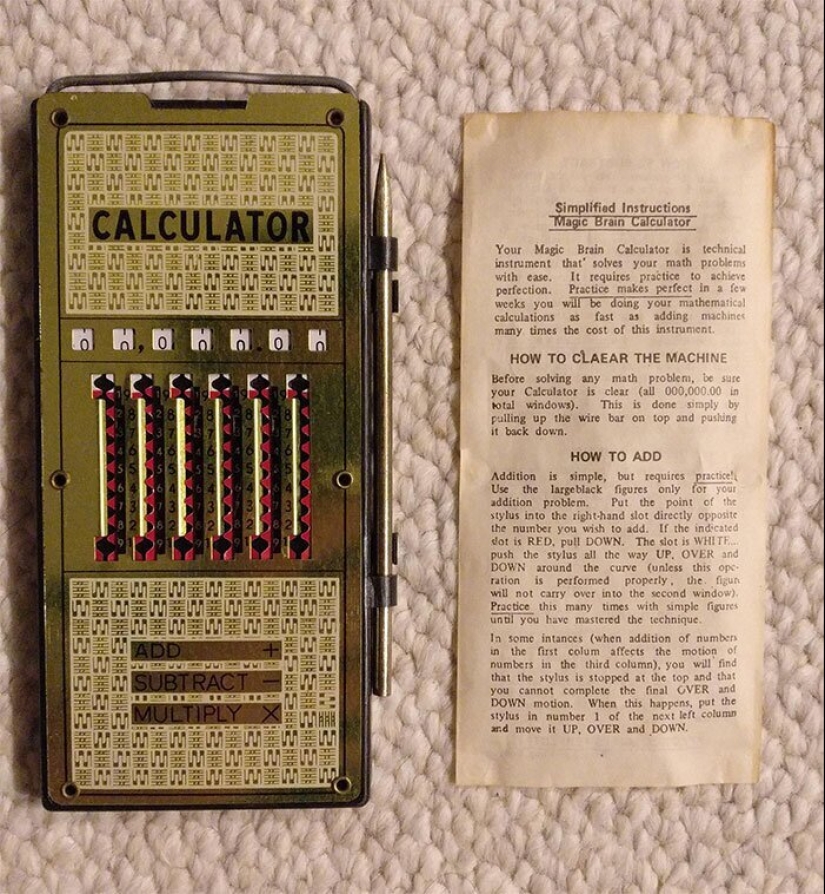 CALCULATOR
0 0,0 0 0.0 0
ADD +
SUBTRACT −
MULTIPLY ×
Simplified Instructions
Magic Brain Calculator
Your Magic Brain Calculator is technical
instrument that solves your math problems
with ease. It requires practice to achieve
perfection. Practice makes perfect in a few
weeks you will be doing your mathematical
calculations as fast as adding machines
many times the cost of this instrument.
HOW TO CLAEAR THE MACHINE
Before solving any math problem, be sure
your Calculator is clear (all 000,000.00 in
total windows). This is done simply by
pulling up the wire bar on top and pushing
it back down.
HOW TO ADD
Addition is simple, but requires practice!
Use the largeblack figures only for your
addition problem. Put the point of the
stylus into the right-hand slot directly opposite
the number you wish to add. If the indicated
slot is RED, pull DOWN. The slot is WHITE...
push the stylus all the way UP, OVER and
DOWN around the curve (unless this ope-
ration is performed properly, the figur
will not carry over into the second window).
Practice this many times with simple figures
until you have mastered the technique.
In some intances (when addition of numbers
in the first colum affects the motion of
numbers in the third column), you will find
that the stylus is stopped at the top and that
you cannot complete the final OVER and
DOWN motion. When this happens, put the
stylus in number 1 of the next left column
and move it UP, OVER and DOWN.